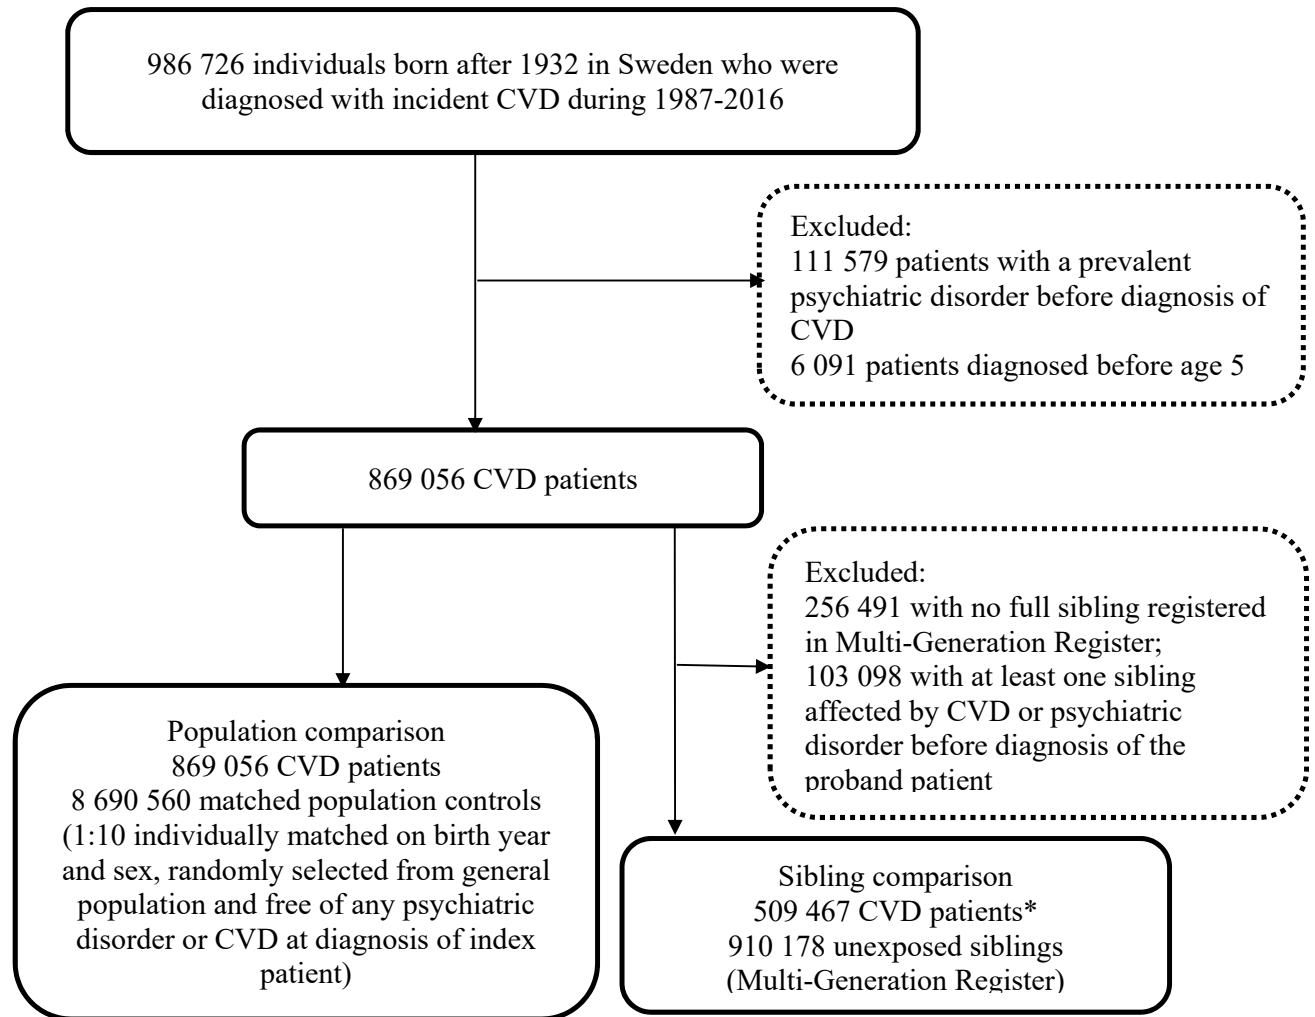 986 726 individuals born after 1932 in Sweden who were
diagnosed with incident CVD during 1987-2016
Excluded:
111 579 patients with a prevalent
psychiatric disorder before diagnosis of
CVD
6 091 patients diagnosed before age 5
869 056 CVD patients
Excluded:
256 491 with no full sibling registered
in Multi-Generation Register;
103 098 with at least one sibling
affected by CVD or psychiatric
disorder before diagnosis of the
proband patient
Population comparison
869 056 CVD patients
8 690 560 matched population controls
(1:10 individually matched on birth year
and sex, randomly selected from general
population and free of any psychiatric
disorder or CVD at diagnosis of index
patient)
Sibling comparison
509 467 CVD patients*
910 178 unexposed siblings
(Multi-Generation Register)